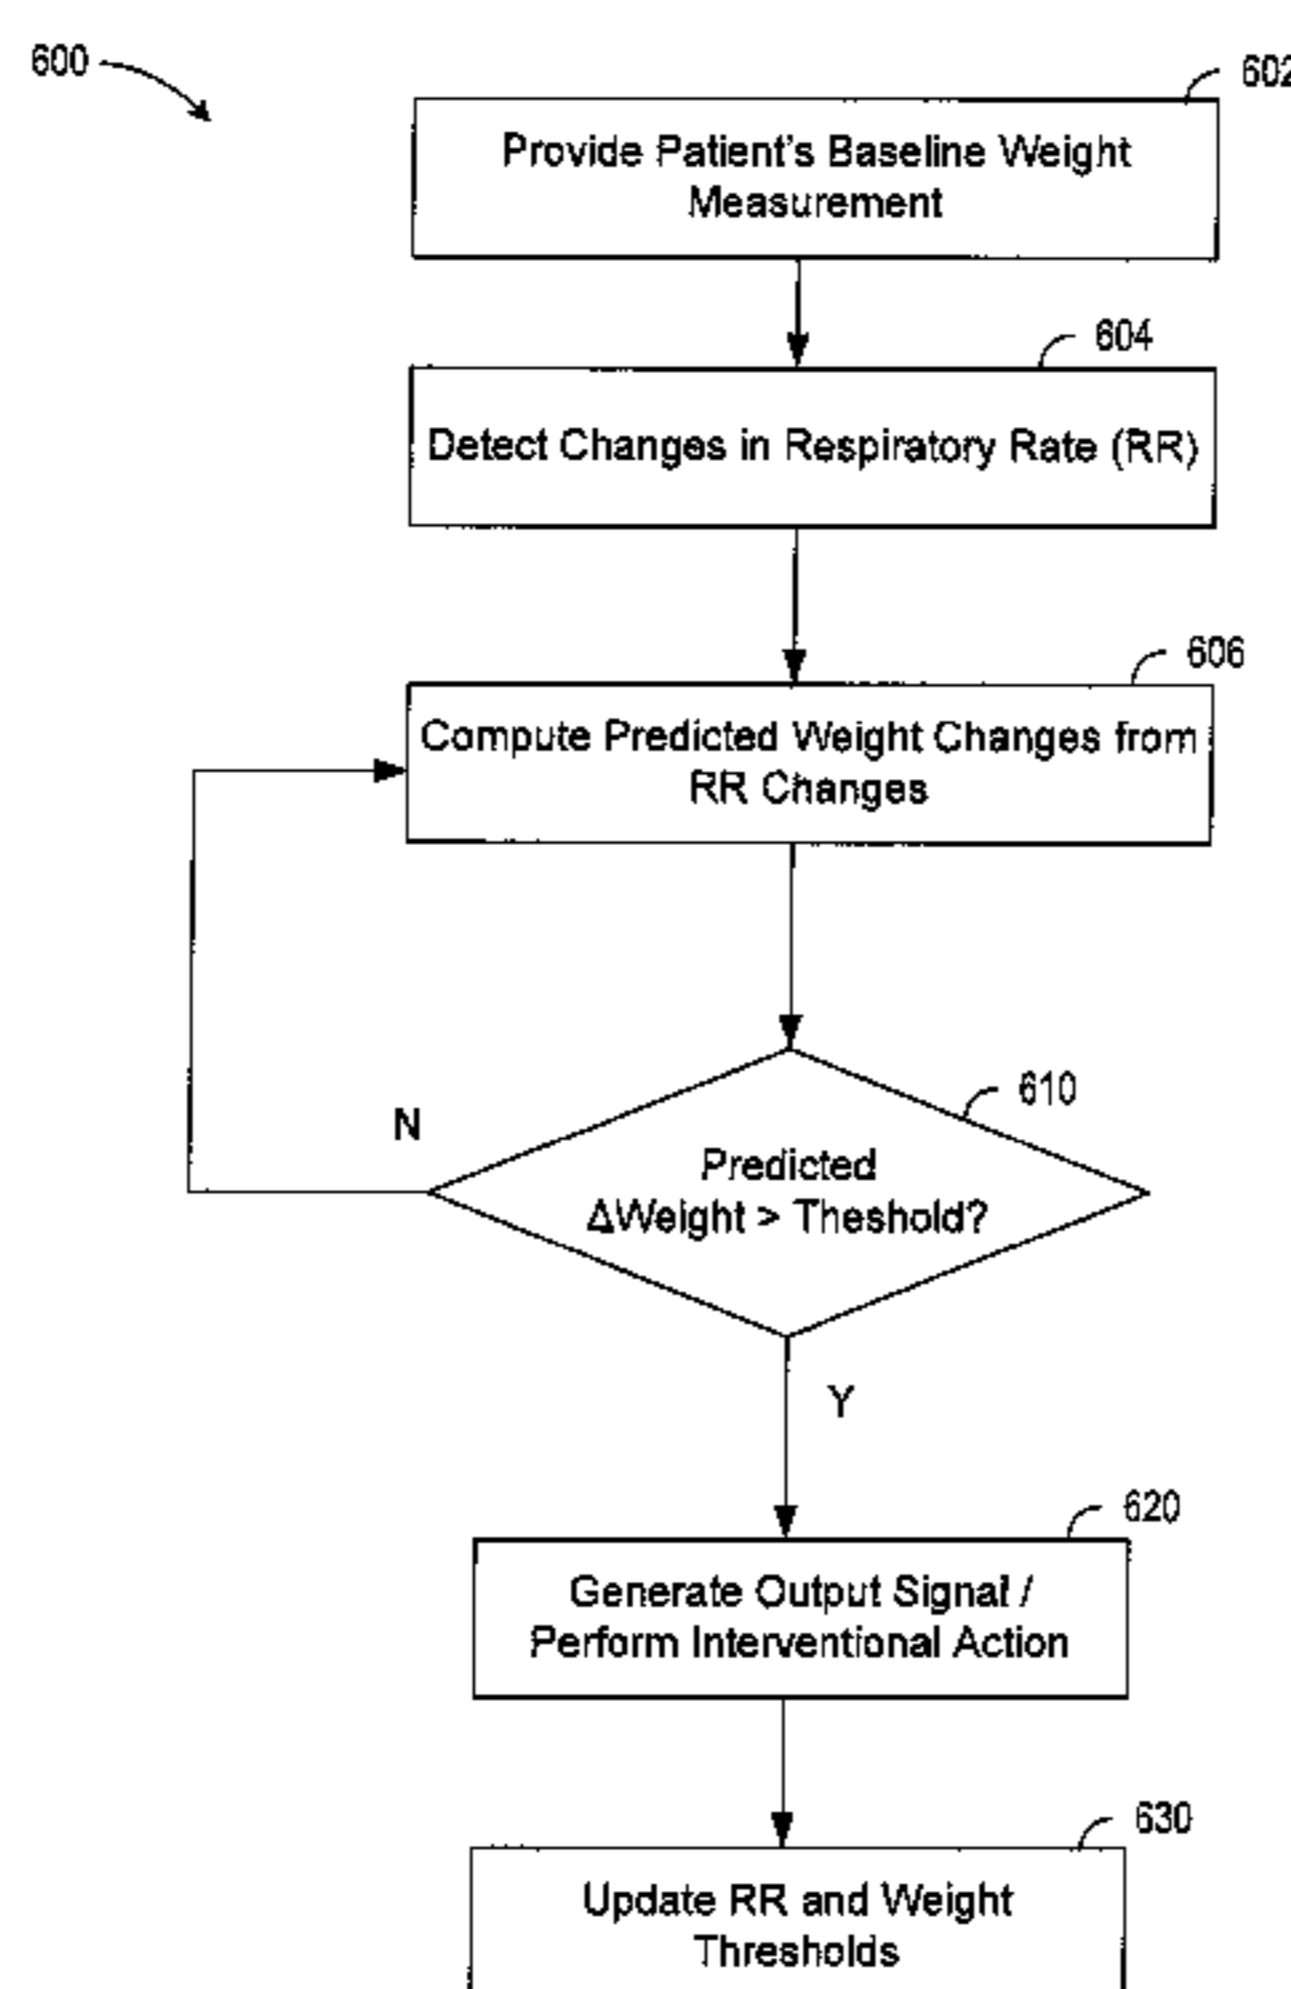 600
602
Provide Patient's Baseline Weight
Measurement
604
Detect Changes in Respiratory Rate (RR)
606
Compute Predicted Weight Changes from
RR Changes
610
N
Predicted
ΔWeight > Theshold?
Y
620
Generate Output Signal /
Perform Interventional Action
630
Update RR and Weight
Thresholds